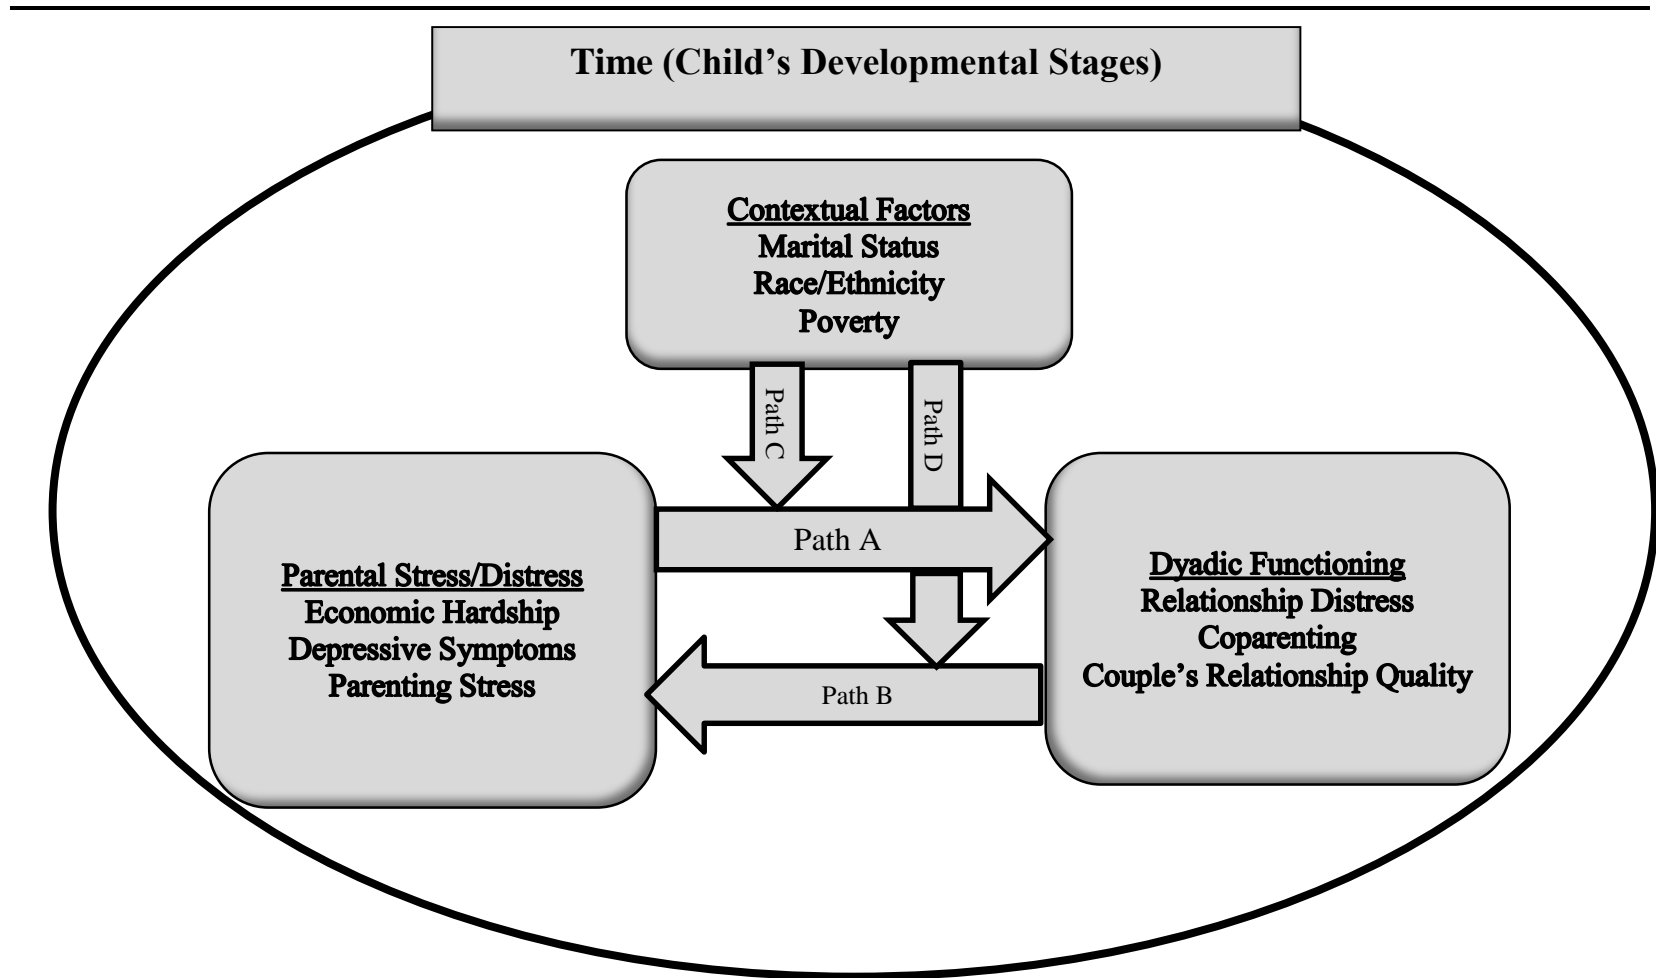 Time (Child’s Developmental Stages)
Contextual Factors
Marital Status
Race/Ethnicity
Poverty
Path C
Path D
Parental Stress/Distress
Economic Hardship
Depressive Symptoms
Parenting Stress
Path A
Path B
Dyadic Functioning
Relationship Distress
Coparenting
Couple’s Relationship Quality